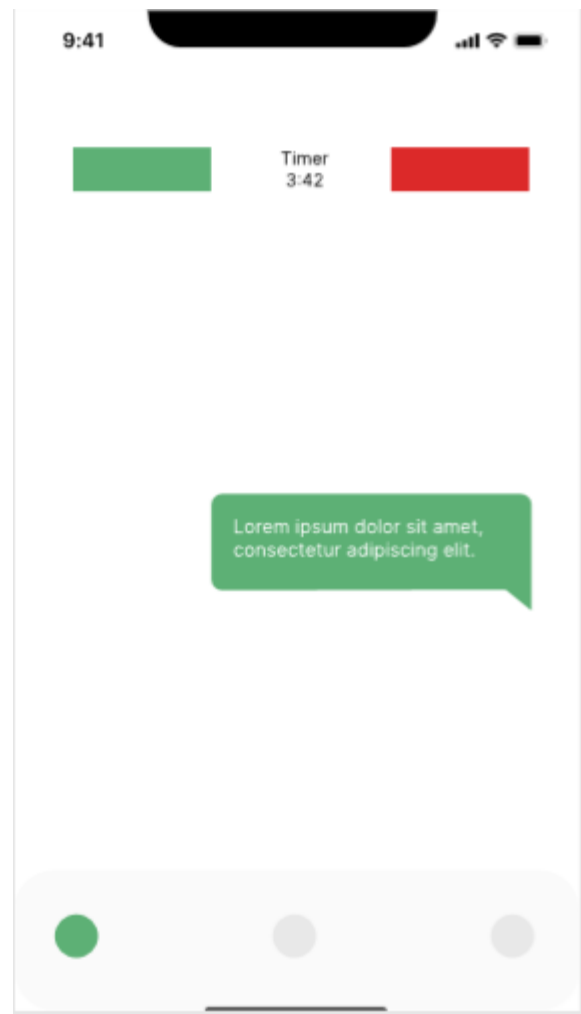 9:41
Timer
3:42
Lorem ipsum dolor sit amet,
consectetur adipiscing elit.